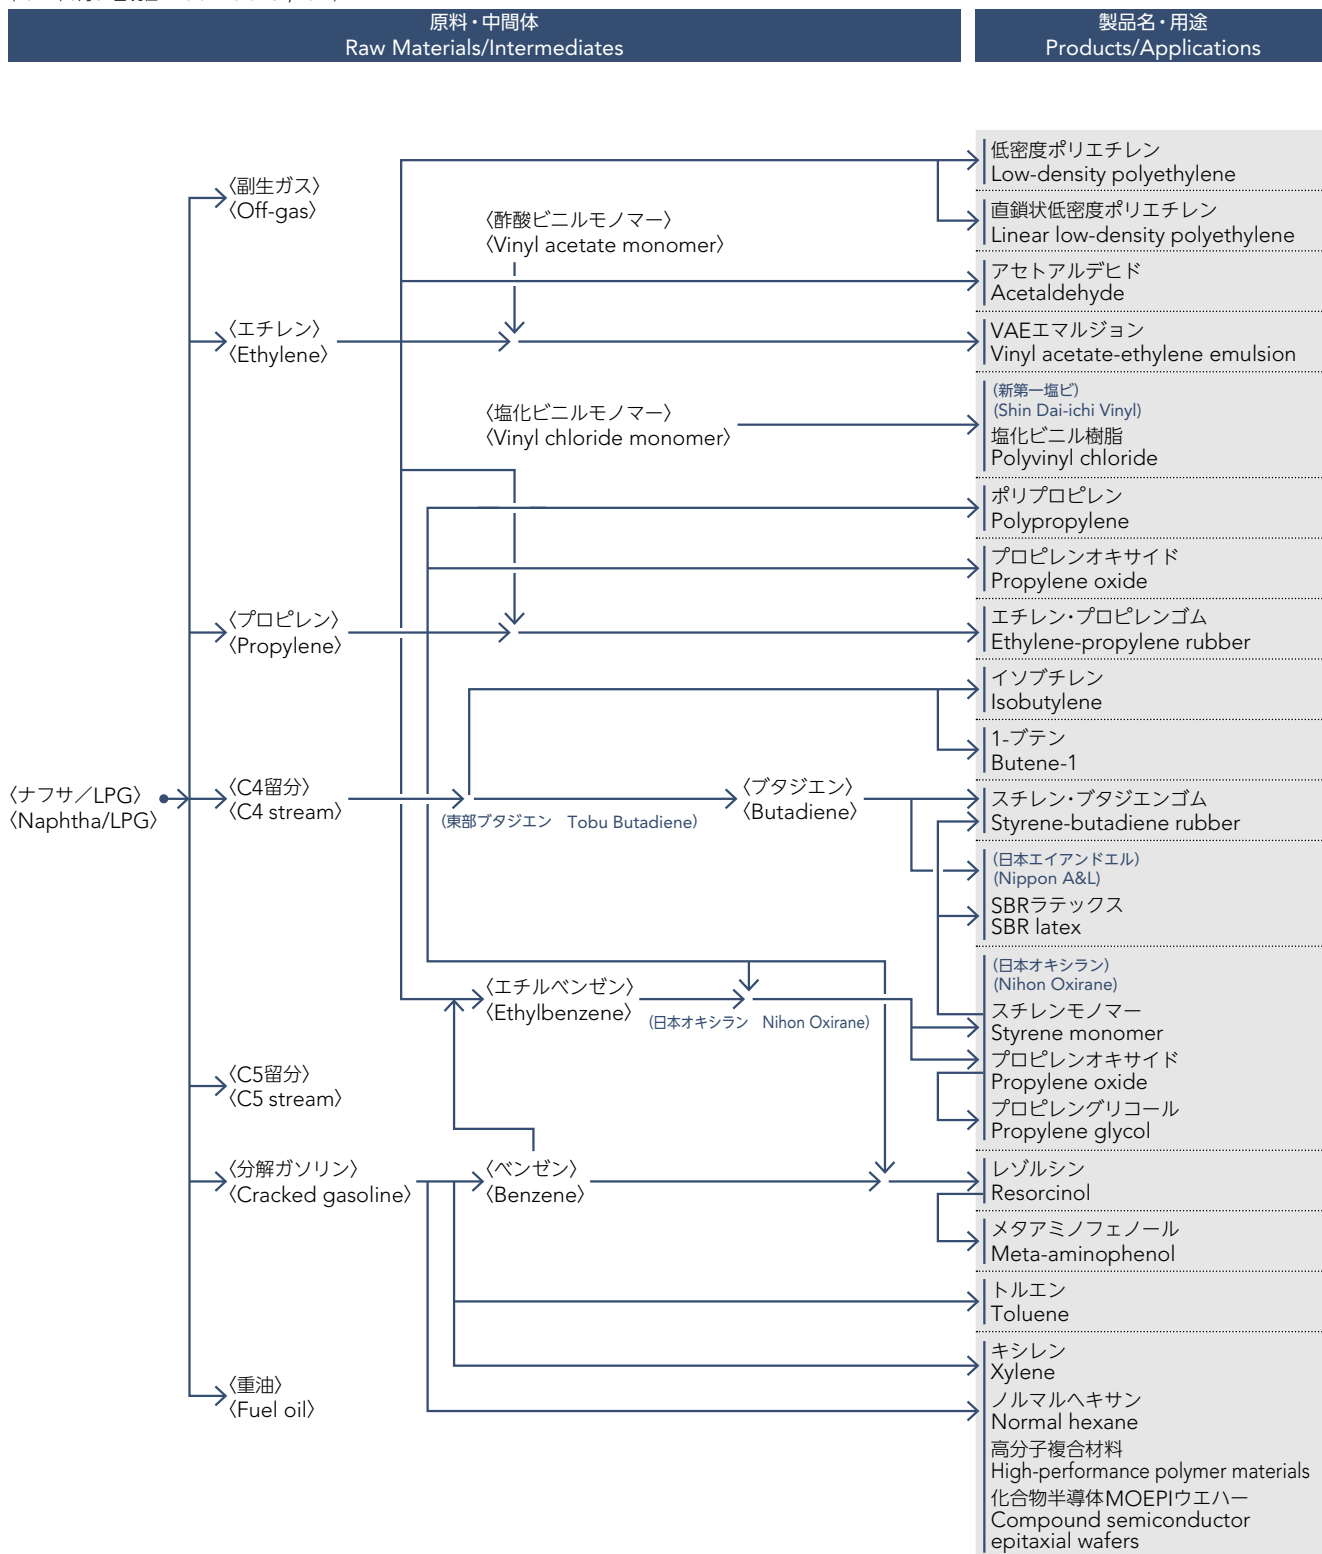 原料・中間体
Raw Materials/Intermediates
製品名・用途
Products/Applications
低密度ポリエチレン
Low-density polyethylene
〈副生ガス〉
〈Off-gas〉
直鎖状低密度ポリエチレン
Linear low-density polyethylene
〈酢酸ビニルモノマー〉
〈Vinyl acetate monomer〉
アセトアルデヒド
Acetaldehyde
〈エチレン〉
〈Ethylene〉
VAEエマルジョン
Vinyl acetate-ethylene emulsion
(新第一塩ビ)
(Shin Dai-ichi Vinyl)
〈塩化ビニルモノマー〉
〈Vinyl chloride monomer〉
塩化ビニル樹脂
Polyvinyl chloride
ポリプロピレン
Polypropylene
プロピレンオキサイド
Propylene oxide
〈プロピレン〉
〈Propylene〉
エチレン・プロピレンゴム
Ethylene-propylene rubber
イソブチレン
Isobutylene
1-ブテン
Butene-1
〈ナフサ／LPG〉
〈Naphtha/LPG〉
〈C4留分〉
〈C4 stream〉
(東部ブタジエン　Tobu Butadiene)
〈ブタジエン〉
〈Butadiene〉
スチレン・ブタジエンゴム
Styrene-butadiene rubber
(日本エイアンドエル)
(Nippon A&L)
SBRラテックス
SBR latex
(日本オキシラン)
(Nihon Oxirane)
〈エチルベンゼン〉
〈Ethylbenzene〉
(日本オキシラン　Nihon Oxirane)
スチレンモノマー
Styrene monomer
プロピレンオキサイド
Propylene oxide
〈C5留分〉
〈C5 stream〉
プロピレングリコール
Propylene glycol
〈分解ガソリン〉
〈Cracked gasoline〉
〈ベンゼン〉
〈Benzene〉
レゾルシン
Resorcinol
メタアミノフェノール
Meta-aminophenol
トルエン
Toluene
キシレン
Xylene
〈重油〉
〈Fuel oil〉
ノルマルヘキサン
Normal hexane
高分子複合材料
High-performance polymer materials
化合物半導体MOEPIウエハー
Compound semiconductor
epitaxial wafers